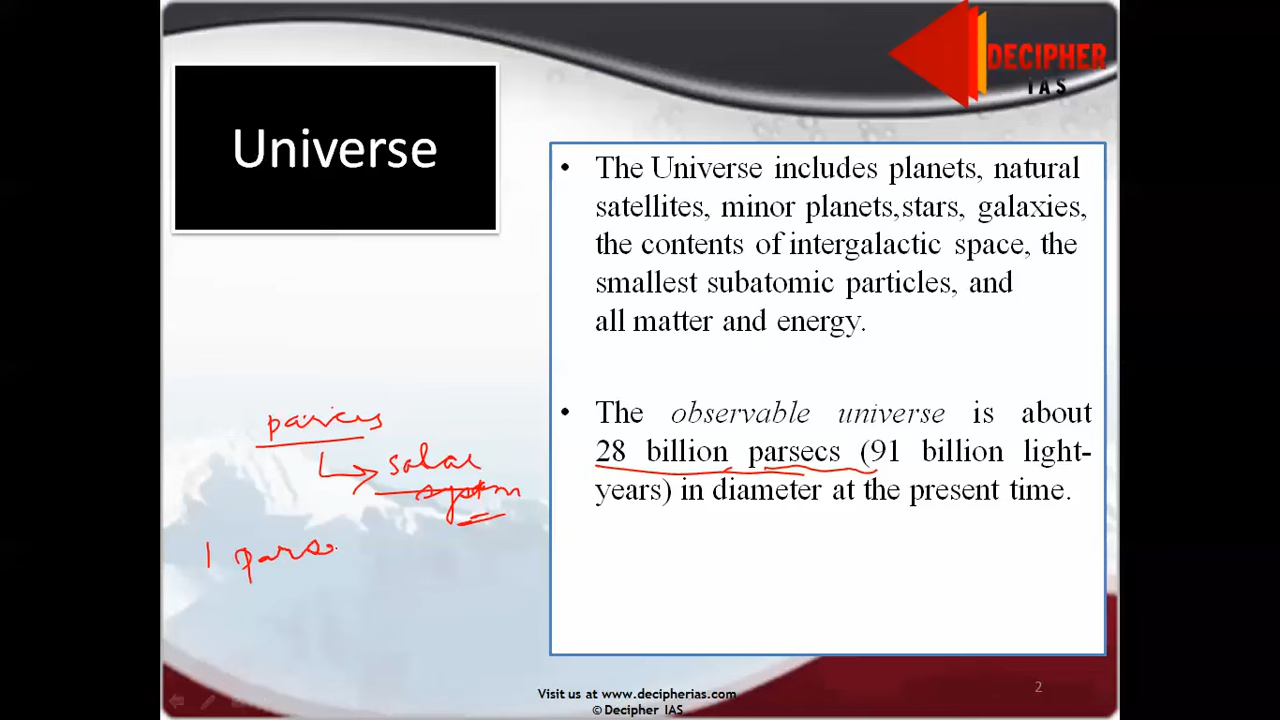 DECIPHER
IAS
Universe
• The Universe includes planets, natural
satellites, minor planets,stars, galaxies,
the contents of intergalactic space, the
smallest subatomic particles, and
all matter and energy.
• The observable universe is about
28 billion parsecs (91 billion light-
years) in diameter at the present time.
solar
system
1 parse
2
Visit us at www.decipherias.com
© Decipher IAS